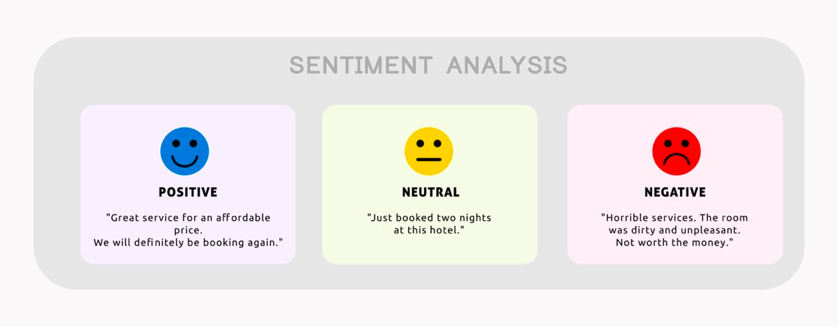 SENTIMENT ANALYSIS
POSITIVE
"Great service for an affordable
price.
We will definitely be booking again."
NEUTRAL
"Just booked two nights
at this hotel."
NEGATIVE
"Horrible services. The room
was dirty and unpleasant.
Not worth the money."